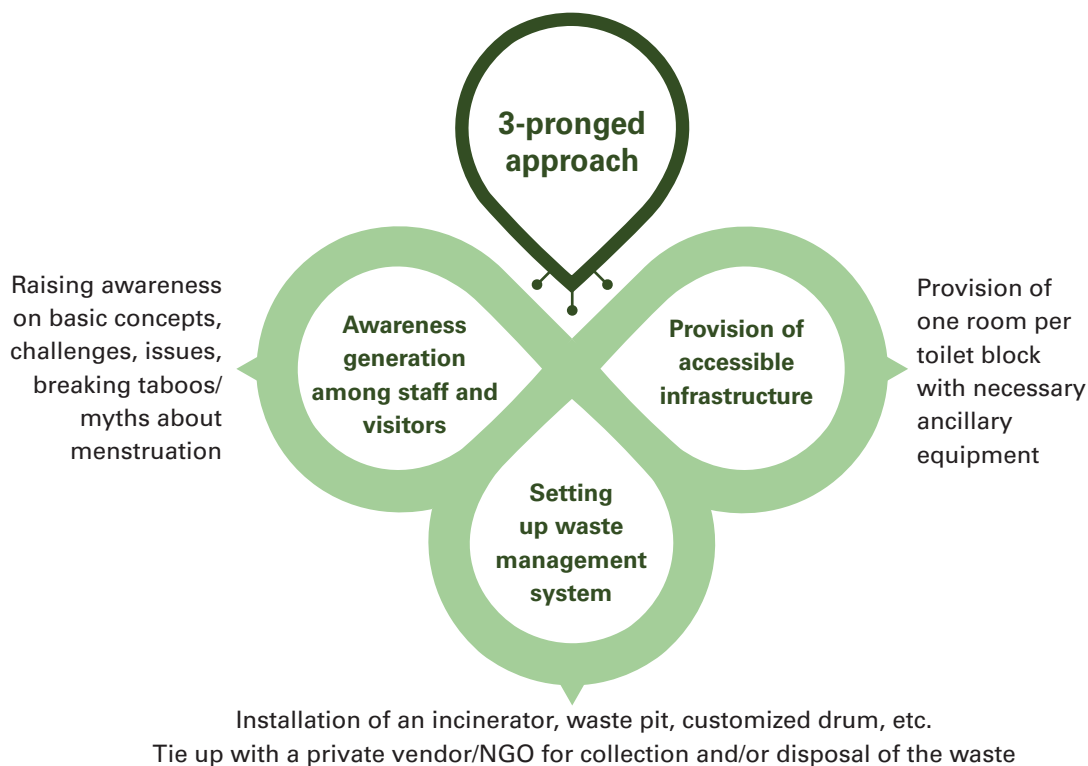 3-pronged
approach
Raising awareness
on basic concepts,
challenges, issues,
breaking taboos/
myths about
menstruation
Awareness
generation
among staff and
visitors
Provision of
accessible
infrastructure
Provision of
one room per
toilet block
with necessary
ancillary
equipment
Setting
up waste
management
system
Installation of an incinerator, waste pit, customized drum, etc.
Tie up with a private vendor/NGO for collection and/or disposal of the waste